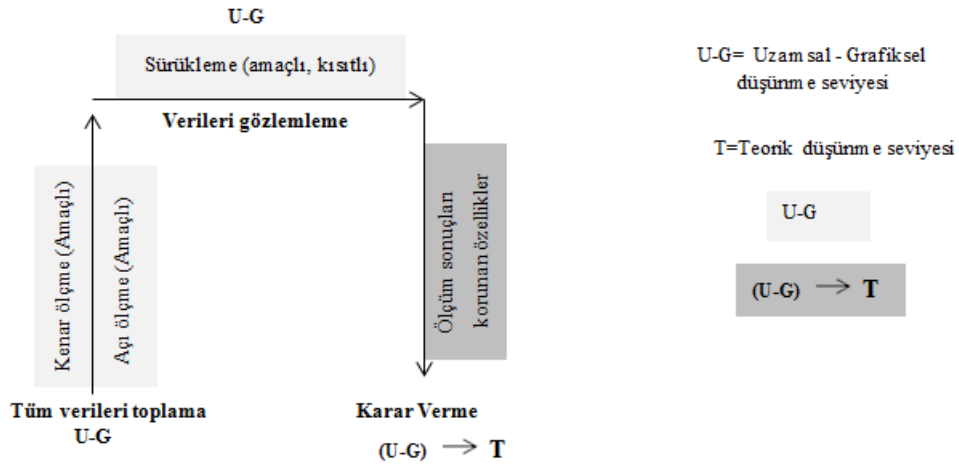 U-G
Sürükleme (amaçlı, kısıtlı)
Verileri gözlemleme
Kenar ölçme (Amaçlı)
Açı ölçme (Amaçlı)
Ölçüm sonuçları
korunan özellikler
Tüm verileri toplama
U-G
Karar Verme
(U-G) → T
U-G= Uzamsal - Grafiksel
düşünme seviyesi
T=Teorik düşünme seviyesi
U-G
(U-G) → T